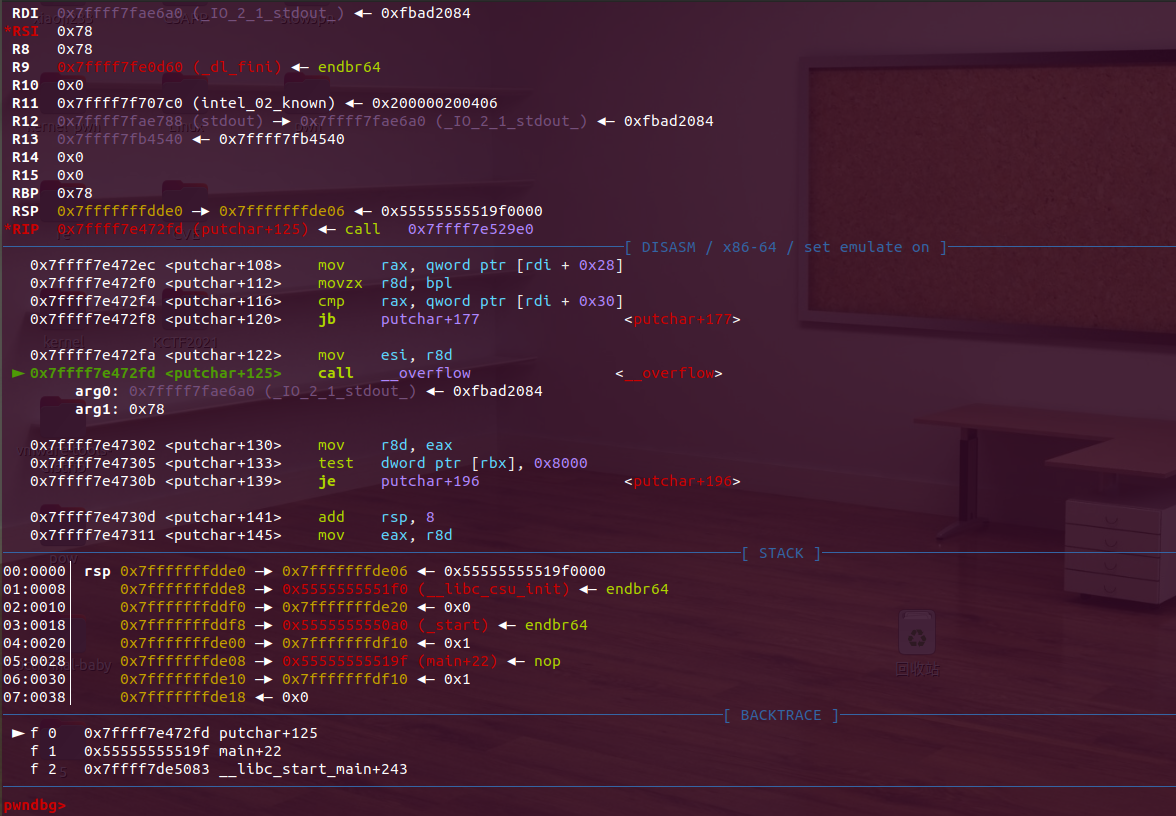 RDI  0x7ffff7fae6a0 (_IO_2_1_stdout_) ◂— 0xfbad2084
*RSI  0x78
R8   0x78
R9   0x7ffff7fe0d60 (_dl_fini) ◂— endbr64
R10  0x0
R11  0x7ffff7f707c0 (intel_02_known) ◂— 0x200000200406
R12  0x7ffff7fae788 (stdout) —▸ 0x7ffff7fae6a0 (_IO_2_1_stdout_) ◂— 0xfbad2084
R13  0x7ffff7fb4540 ◂— 0x7ffff7fb4540
R14  0x0
R15  0x0
RBP  0x78
RSP  0x7fffffffdde0 —▸ 0x7fffffffde06 ◂— 0x55555555519f0000
*RIP  0x7ffff7e472fd (putchar+125) ◂— call   0x7ffff7e529e0
[ DISASM / x86-64 / set emulate on ]
0x7ffff7e472ec <putchar+108>    mov    rax, qword ptr [rdi + 0x28]
0x7ffff7e472f0 <putchar+112>    movzx  r8d, bpl
0x7ffff7e472f4 <putchar+116>    cmp    rax, qword ptr [rdi + 0x30]
0x7ffff7e472f8 <putchar+120>    jb     putchar+177                <putchar+177>
0x7ffff7e472fa <putchar+122>    mov    esi, r8d
► 0x7ffff7e472fd <putchar+125>    call   __overflow                <__overflow>
arg0: 0x7ffff7fae6a0 (_IO_2_1_stdout_) ◂— 0xfbad2084
arg1: 0x78
0x7ffff7e47302 <putchar+130>    mov    r8d, eax
0x7ffff7e47305 <putchar+133>    test   dword ptr [rbx], 0x8000
0x7ffff7e4730b <putchar+139>    je     putchar+196                <putchar+196>
0x7ffff7e4730d <putchar+141>    add    rsp, 8
0x7ffff7e47311 <putchar+145>    mov    eax, r8d
[ STACK ]
00:0000│ rsp 0x7fffffffdde0 —▸ 0x7fffffffde06 ◂— 0x55555555519f0000
01:0008│     0x7fffffffdde8 —▸ 0x5555555551f0 (__libc_csu_init) ◂— endbr64
02:0010│     0x7fffffffddf0 —▸ 0x7fffffffde20 ◂— 0x0
03:0018│     0x7fffffffddf8 —▸ 0x5555555550a0 (_start) ◂— endbr64
04:0020│     0x7fffffffde00 —▸ 0x7fffffffdf10 ◂— 0x1
05:0028│     0x7fffffffde08 —▸ 0x55555555519f (main+22) ◂— nop
06:0030│     0x7fffffffde10 —▸ 0x7fffffffdf10 ◂— 0x1
07:0038│     0x7fffffffde18 ◂— 0x0
[ BACKTRACE ]
► f 0   0x7ffff7e472fd putchar+125
f 1   0x55555555519f main+22
f 2   0x7ffff7de5083 __libc_start_main+243
pwndbg>
kernel
KCTF2021
回收站